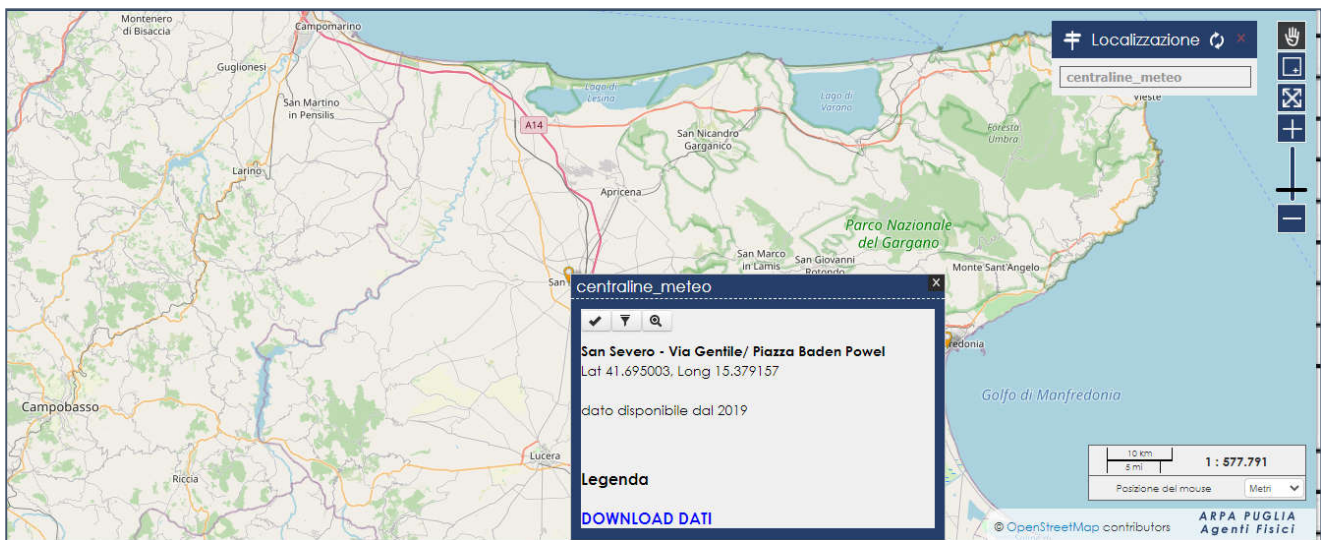 Montenero
di Bisaccia
Campomarino
Guglionesi
San Martino
in Pensilis
Larino
A14
Lago di
Lesina
Lago di
Varano
San Nicandro
Garganico
Apricena
Foresta
Umbra
Vieste
Parco Nazionale
del Gargano
San Marco
in Lamis
San Giovanni
Rotondo
Monte Sant'Angelo
San
redonia
Golfo di Manfredonia
Campobasso
Riccia
Lucera
Localizzazione ×
centraline_meteo
centraline_meteo X
San Severo - Via Gentile/ Piazza Baden Powel
Lat 41.695003, Long 15.379157
dato disponibile dal 2019
Legenda
DOWNLOAD DATI
10 km
5 mi
1 : 577.791
Posizione del mouse Metri
© OpenStreetMap contributors
ARPA PUGLIA
Agenti Fisici